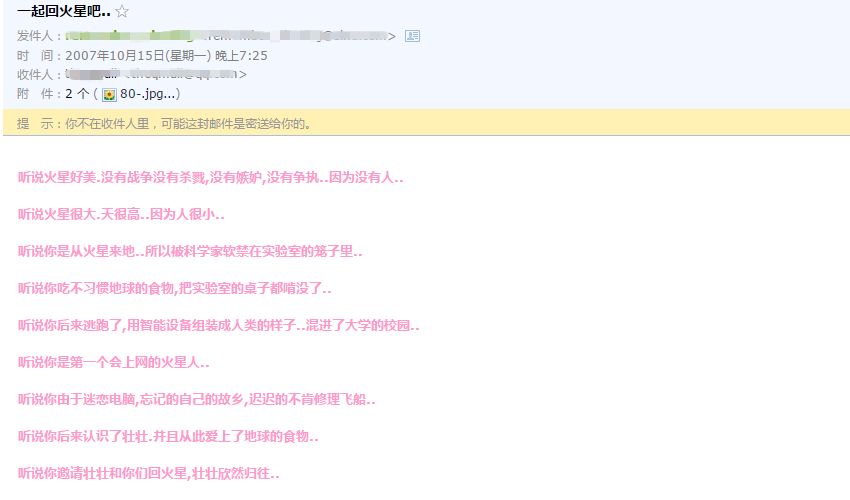 一起回火星吧..
发件人：
时　间：2007年10月15日(星期一) 晚上7:25
收件人：
附　件：2 个 ( 80-.jpg...)
提　示：你不在收件人里，可能这封邮件是密送给你的。
听说火星好美.没有战争没有杀戮,没有嫉妒,没有争执..因为没有人..
听说火星很大.天很高..因为人很小..
听说你是从火星来地..所以被科学家软禁在实验室的笼子里..
听说你吃不习惯地球的食物,把实验室的桌子都啃没了..
听说你后来逃跑了,用智能设备组装成人类的样子..混进了大学的校园..
听说你是第一个会上网的火星人..
听说你由于迷恋电脑,忘记的自己的故乡,迟迟的不肯修理飞船..
听说你后来认识了壮壮.并且从此爱上了地球的食物..
听说你邀请壮壮和你们回火星,壮壮欣然归往..